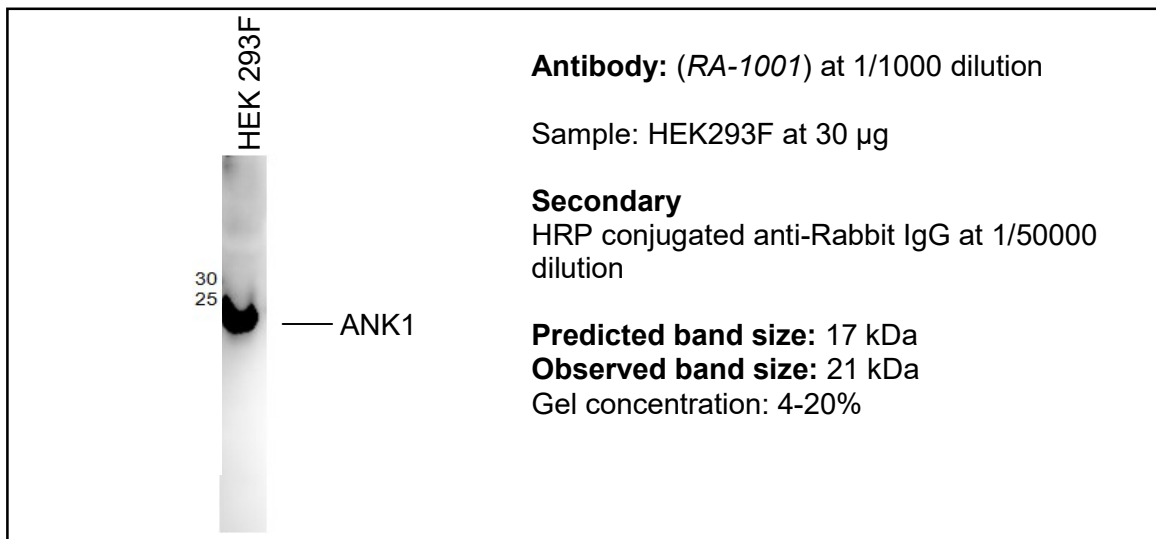 HEK 293F
30
25
ANK1
Antibody: (RA-1001) at 1/1000 dilution
Sample: HEK293F at 30 µg
Secondary
HRP conjugated anti-Rabbit IgG at 1/50000
dilution
Predicted band size: 17 kDa
Observed band size: 21 kDa
Gel concentration: 4-20%